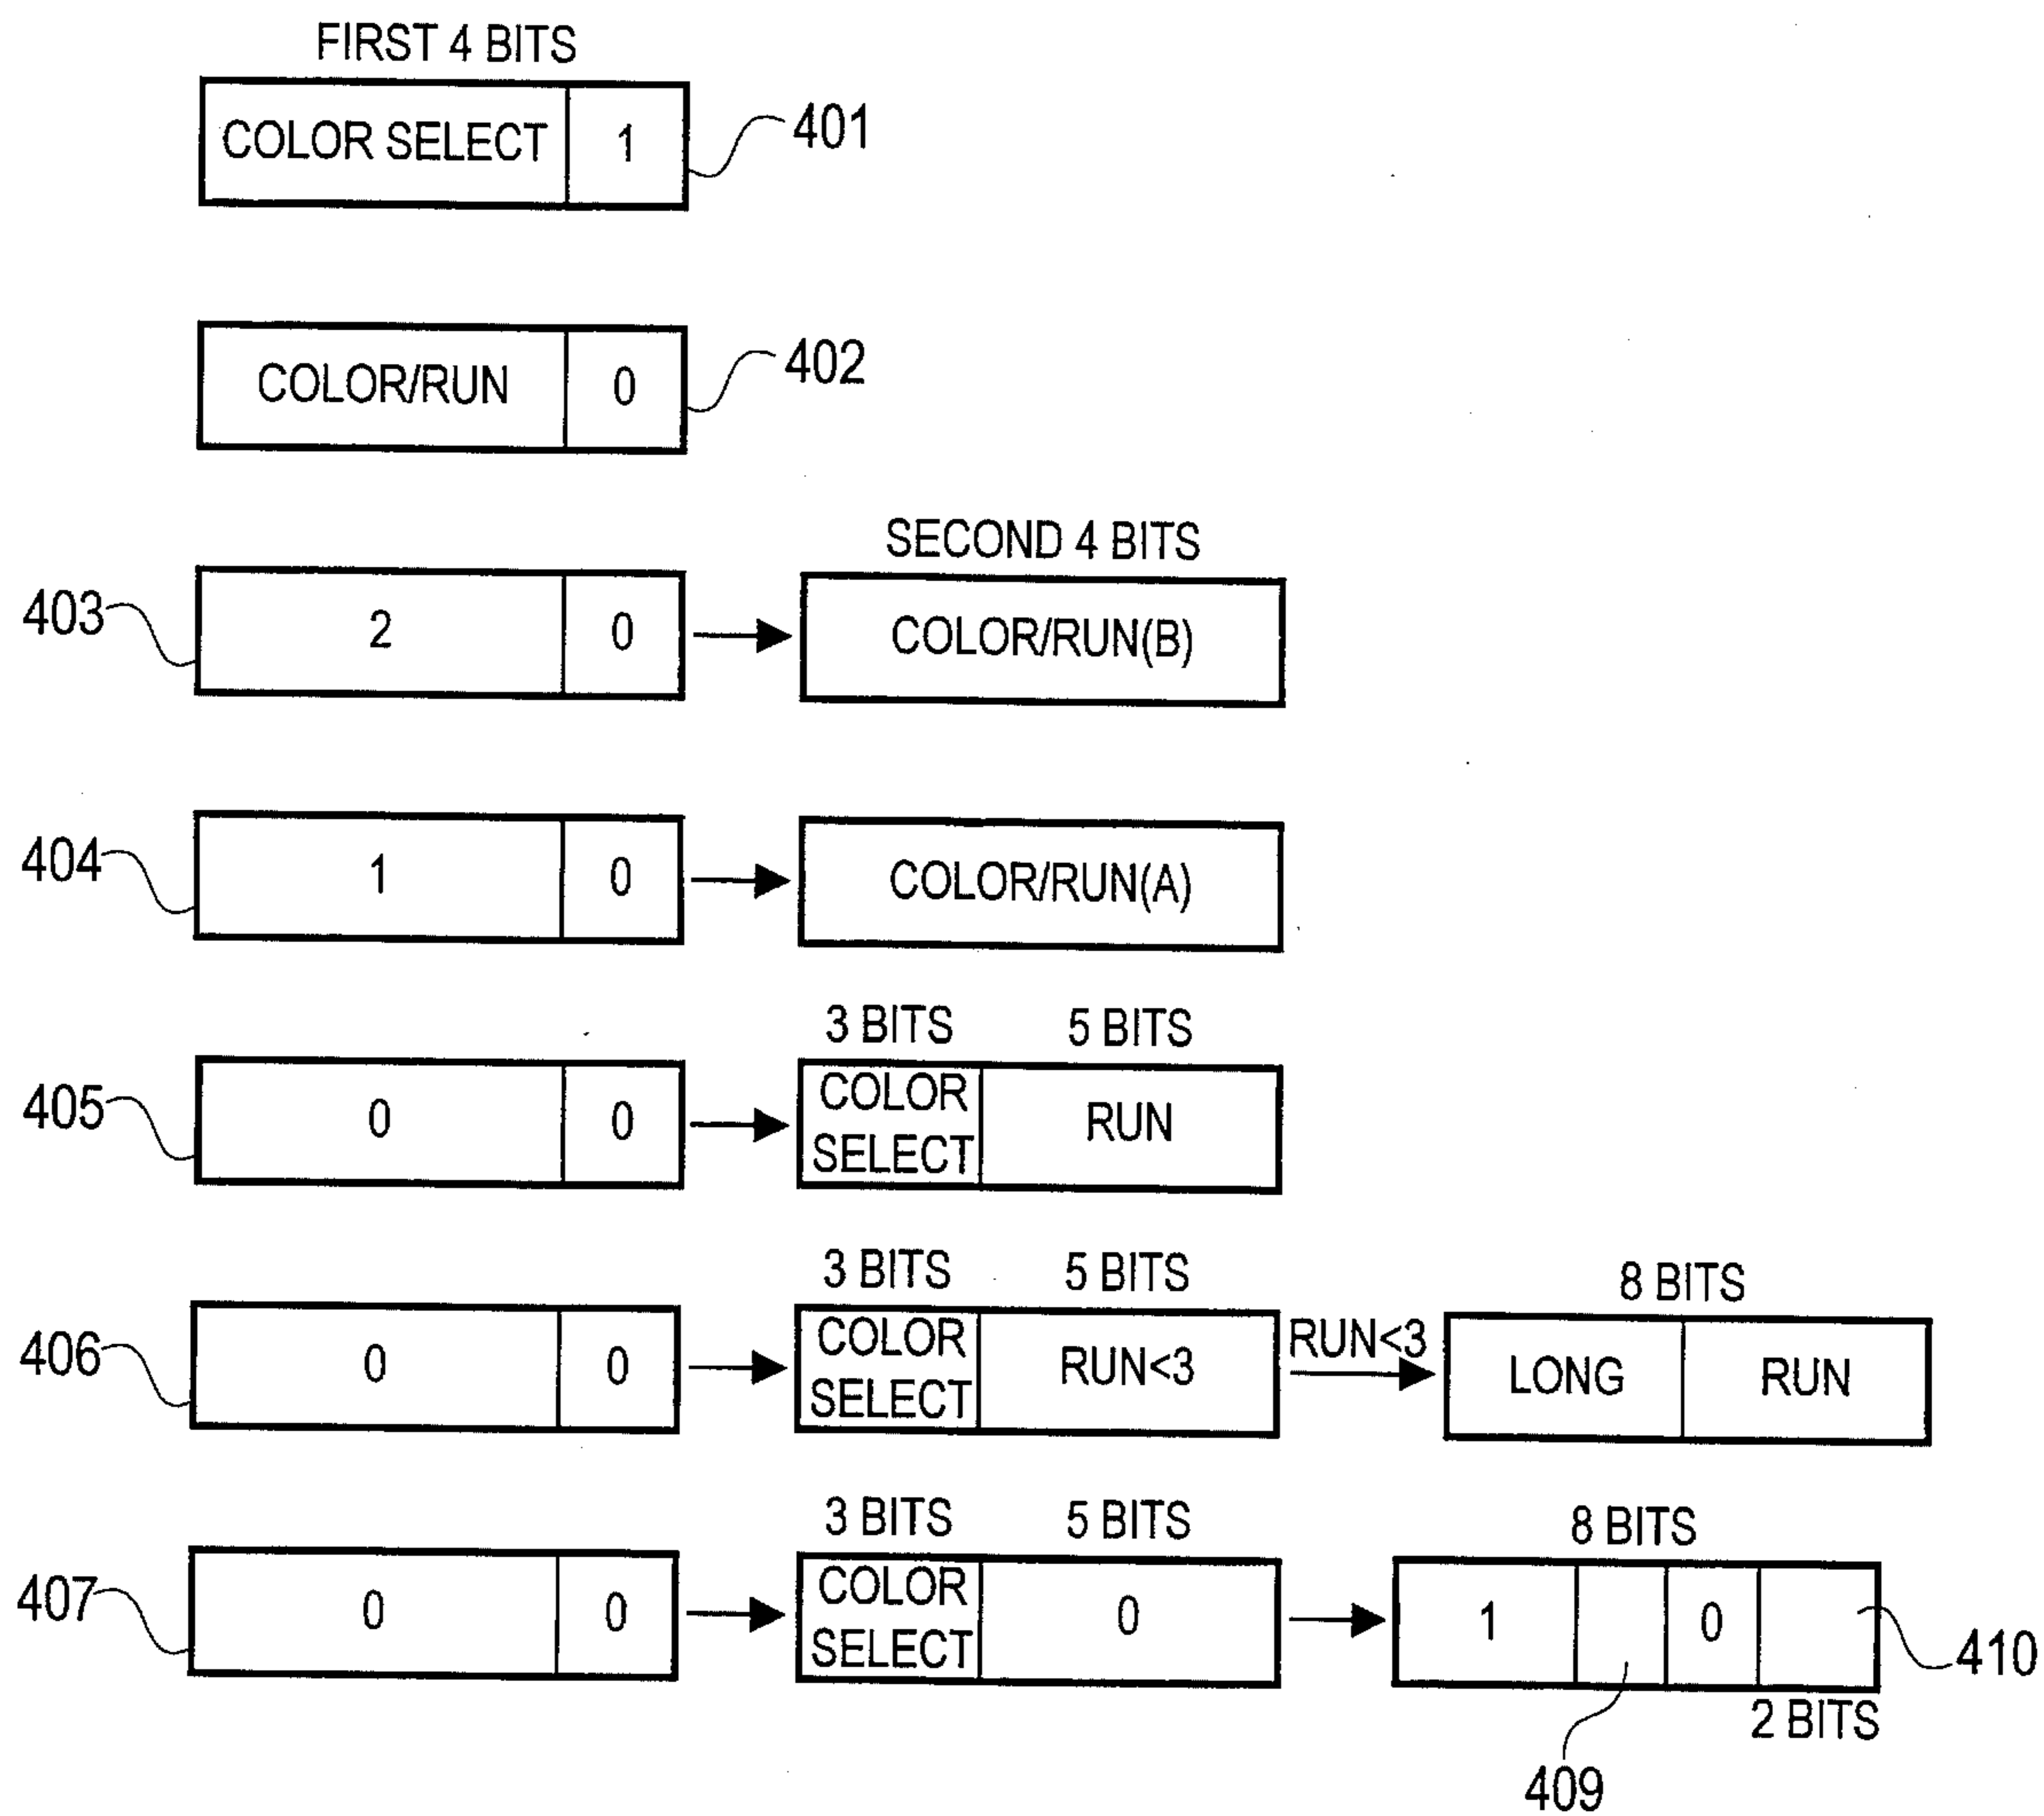 FIRST 4 BITS
COLOR SELECT 1 401
COLOR/RUN 0 402
SECOND 4 BITS
403 2 0 COLOR/RUN(B)
404 1 0 COLOR/RUN(A)
3 BITS 5 BITS
405 0 0 COLOR SELECT RUN
3 BITS 5 BITS 8 BITS
406 0 0 COLOR SELECT RUN<3 RUN<3 LONG RUN
3 BITS 5 BITS 8 BITS
407 0 0 COLOR SELECT 0 1 0 410
2 BITS
409